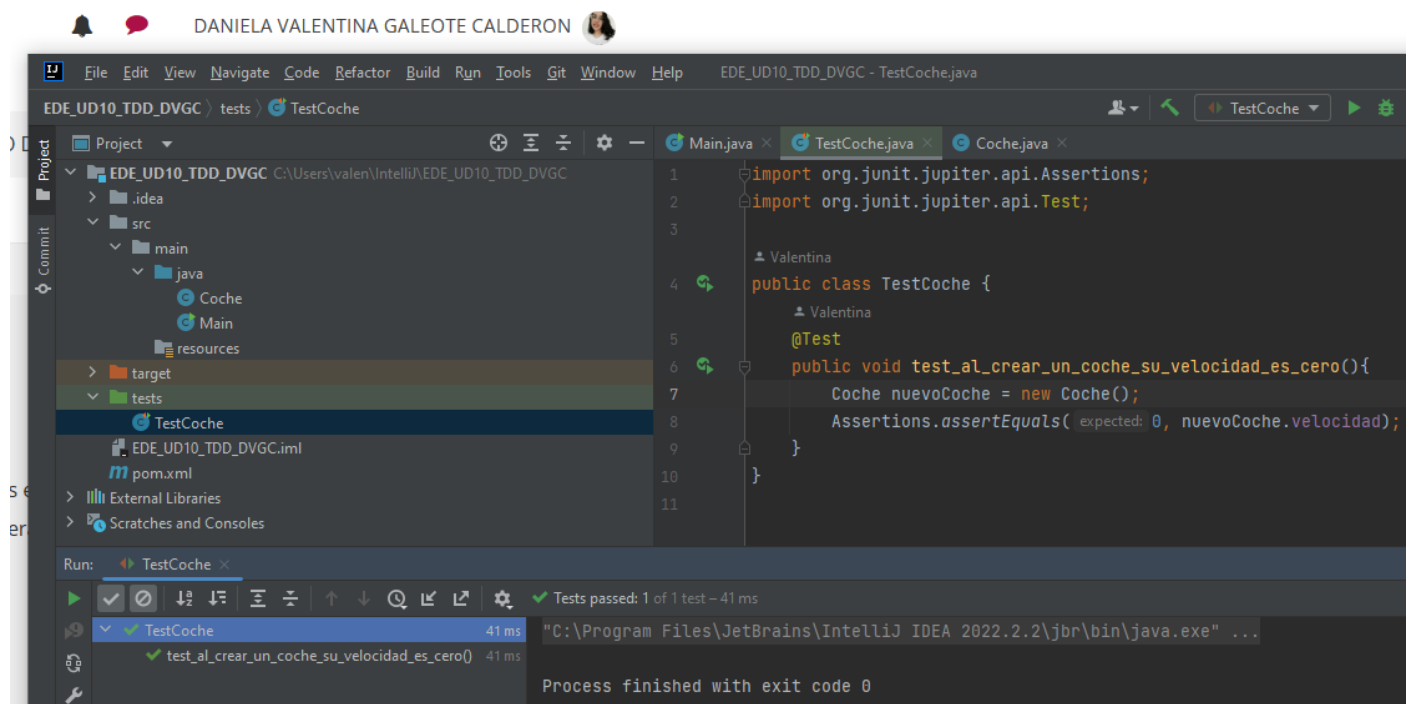 DANIELA VALENTINA GALEOTE CALDERON
File Edit View Navigate Code Refactor Build Run Tools Git Window Help EDE_UD10_TDD_DVGC - TestCoche.java
EDE_UD10_TDD_DVGC tests TestCoche
TestCoche
Project
Commit
Project
EDE_UD10_TDD_DVGC C:\Users\valen\IntelliJ\EDE_UD10_TDD_DVGC
.idea
src
main
java
Coche
Main
resources
target
tests
TestCoche
EDE_UD10_TDD_DVGC.iml
pom.xml
External Libraries
Scratches and Consoles
Main.java TestCoche.java Coche.java
1 import org.junit.jupiter.api.Assertions;
2 import org.junit.jupiter.api.Test;
3
Valentina
4 public class TestCoche {
Valentina
5 @Test
6 public void test_al_crear_un_coche_su_velocidad_es_cero(){
7 Coche nuevoCoche = new Coche();
8 Assertions.assertEquals( expected: 0, nuevoCoche.velocidad);
9 }
10 }
11
Run: TestCoche
Tests passed: 1 of 1 test – 41 ms
TestCoche 41 ms
test_al_crear_un_coche_su_velocidad_es_cero() 41 ms
"C:\Program Files\JetBrains\IntelliJ IDEA 2022.2.2\jbr\bin\java.exe" ...
Process finished with exit code 0